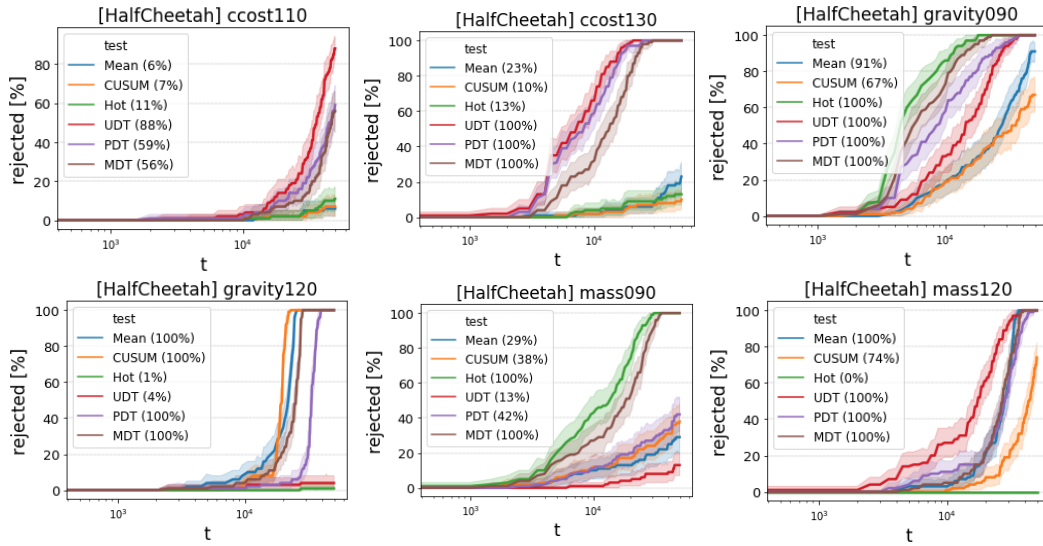 [HalfCheetah] ccost110
rejected [%]
80
60
40
20
0
test
Mean (6%)
CUSUM (7%)
Hot (11%)
UDT (88%)
PDT (59%)
MDT (56%)
10³
10⁴
t
[HalfCheetah] ccost130
rejected [%]
100
80
60
40
20
0
test
Mean (23%)
CUSUM (10%)
Hot (13%)
UDT (100%)
PDT (100%)
MDT (100%)
10³
10⁴
t
[HalfCheetah] gravity090
rejected [%]
100
80
60
40
20
0
test
Mean (91%)
CUSUM (67%)
Hot (100%)
UDT (100%)
PDT (100%)
MDT (100%)
10³
10⁴
t
[HalfCheetah] gravity120
rejected [%]
100
80
60
40
20
0
test
Mean (100%)
CUSUM (100%)
Hot (1%)
UDT (4%)
PDT (100%)
MDT (100%)
10³
10⁴
t
[HalfCheetah] mass090
rejected [%]
100
80
60
40
20
0
test
Mean (29%)
CUSUM (38%)
Hot (100%)
UDT (13%)
PDT (42%)
MDT (100%)
10³
10⁴
t
[HalfCheetah] mass120
rejected [%]
100
80
60
40
20
0
test
Mean (100%)
CUSUM (74%)
Hot (0%)
UDT (100%)
PDT (100%)
MDT (100%)
10³
10⁴
t